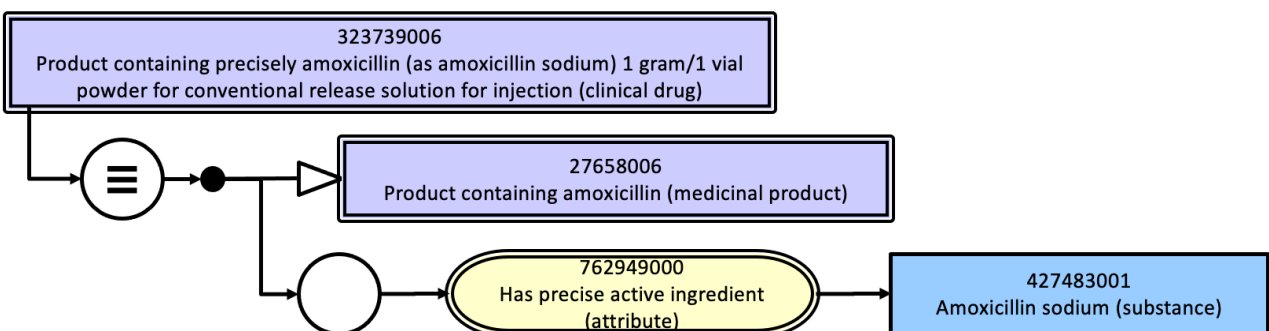 323739006
Product containing precisely amoxicillin (as amoxicillin sodium) 1 gram/1 vial
powder for conventional release solution for injection (clinical drug)
27658006
Product containing amoxicillin (medicinal product)
762949000
Has precise active ingredient
(attribute)
427483001
Amoxicillin sodium (substance)